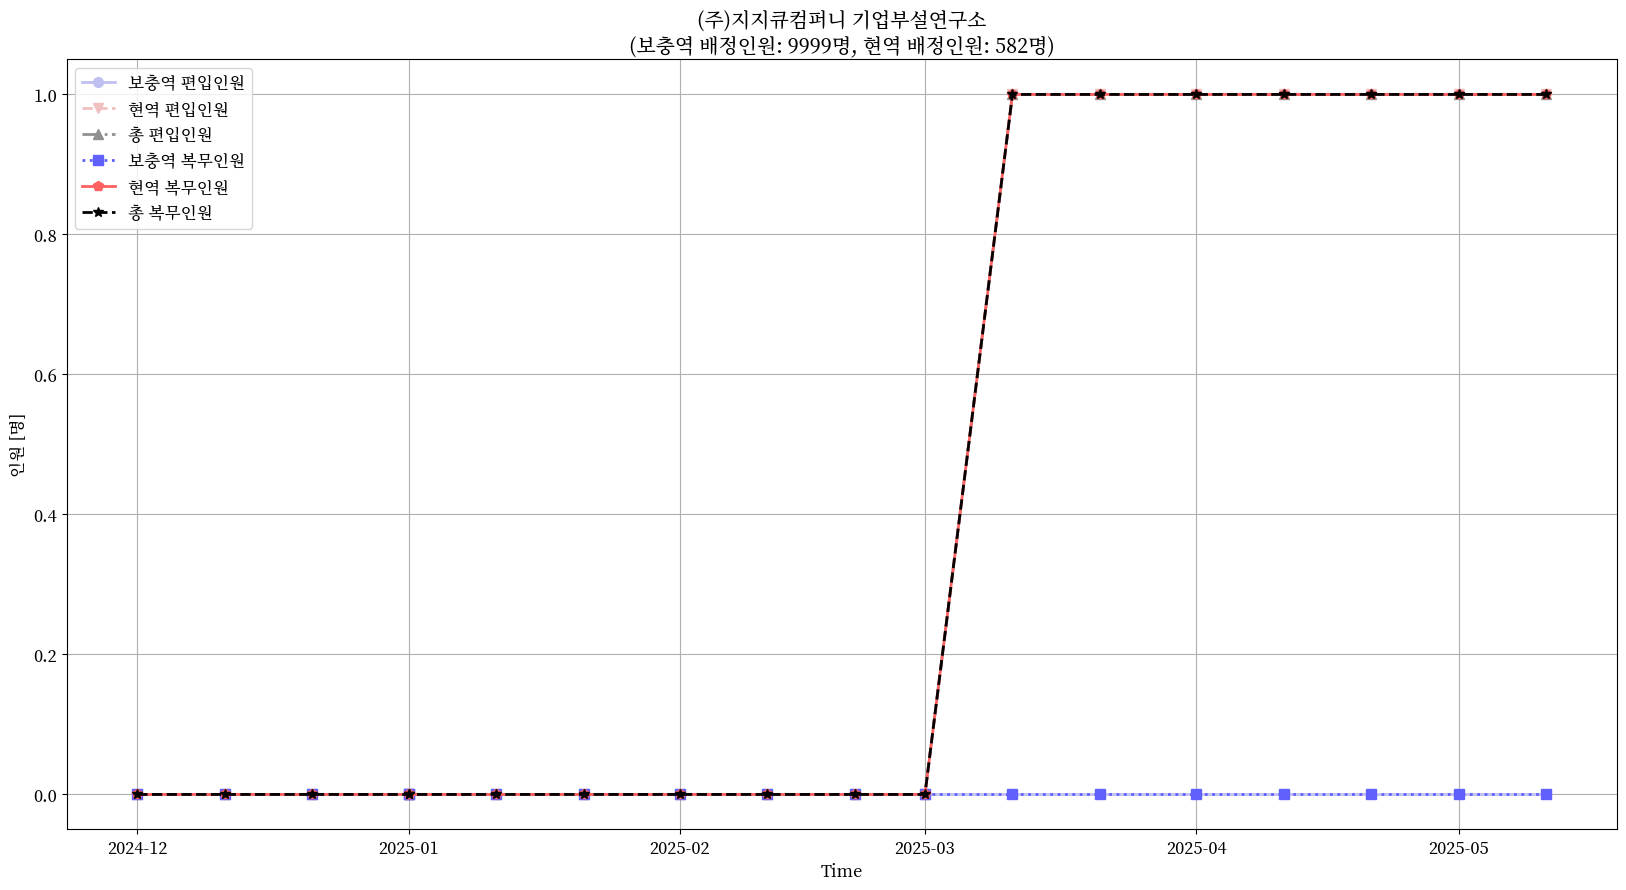 (주)지지큐컴퍼니 기업부설연구소
(보충역 배정인원: 9999명, 현역 배정인원: 582명)
보충역 편입인원
현역 편입인원
총 편입인원
보충역 복무인원
현역 복무인원
총 복무인원
1.0
0.8
0.6
0.4
0.2
0.0
인원 [명]
2024-12
2025-01
2025-02
2025-03
2025-04
2025-05
Time